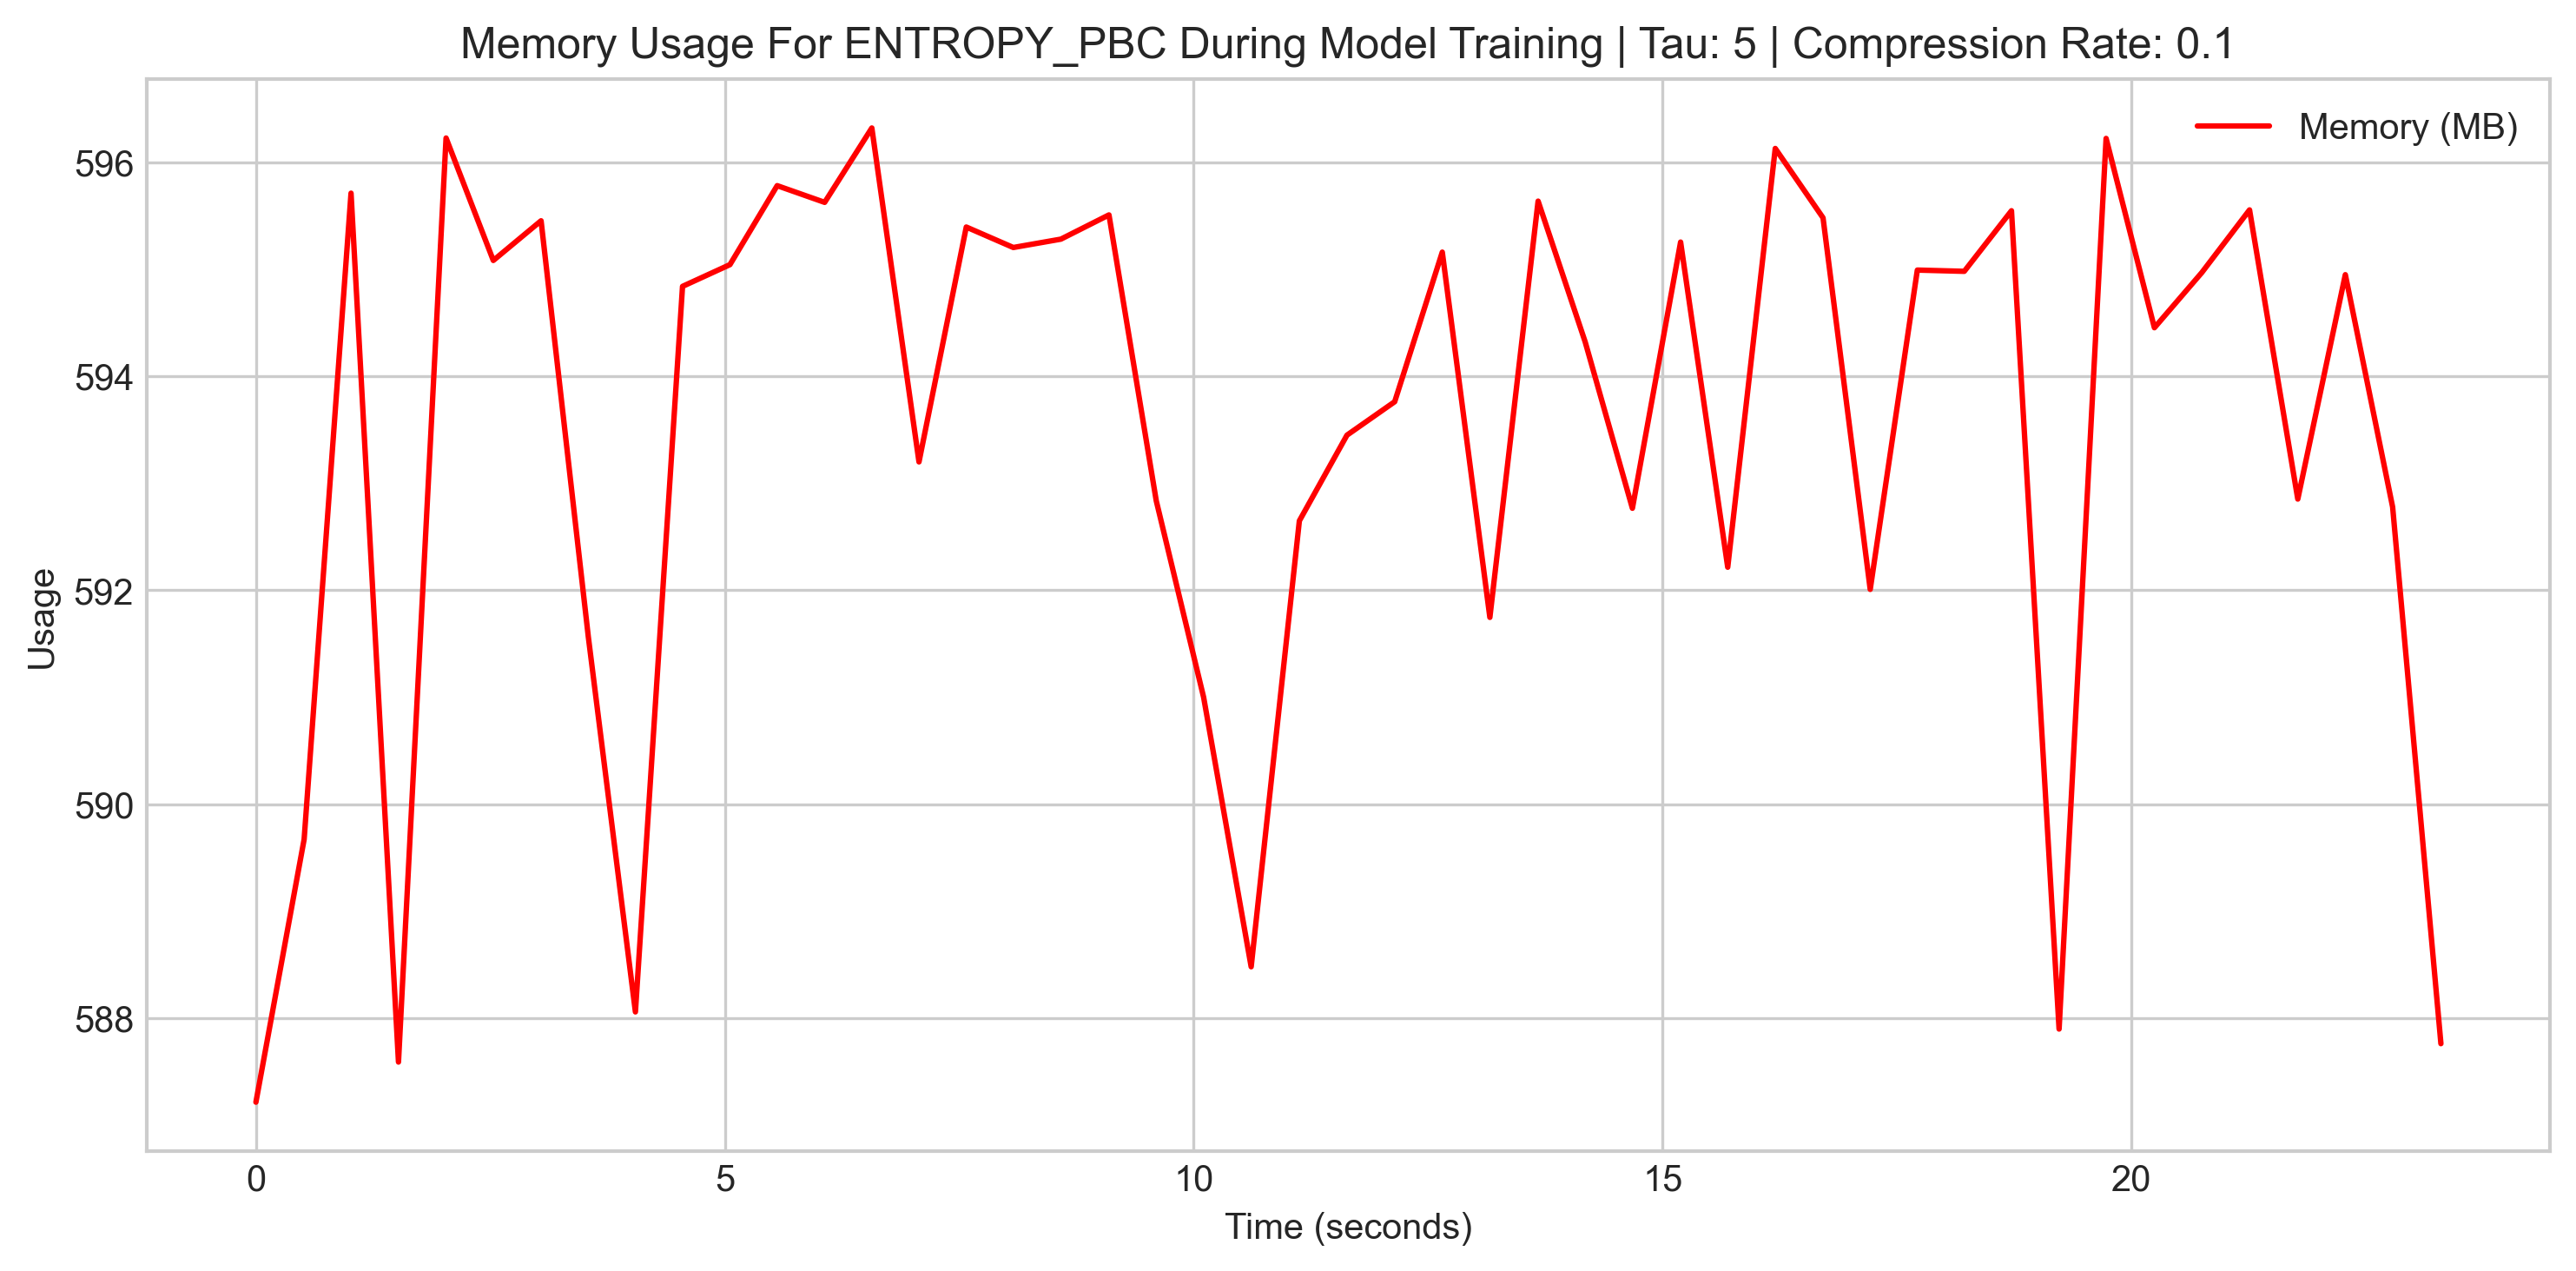 Memory Usage For ENTROPY_PBC During Model Training | Tau: 5 | Compression Rate: 0.1
Memory (MB)
596
594
592
590
588
Usage
0 5 10 15 20
Time (seconds)